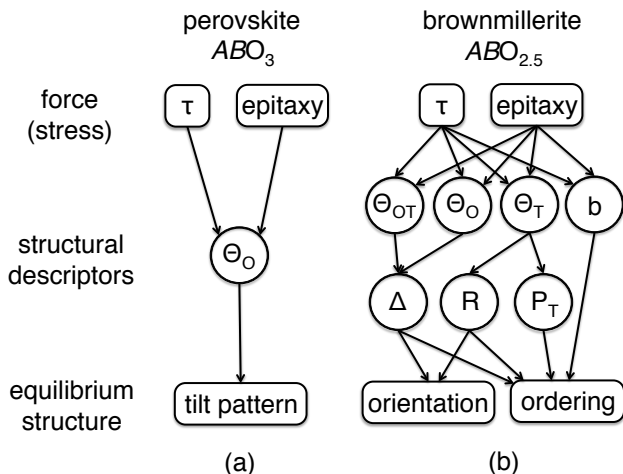 perovskite brownmillerite
ABO3 ABO2.5
force (stress) τ epitaxy τ epitaxy
ΘOT ΘO ΘT b
structural descriptors ΘO
Δ R PT
equilibrium structure tilt pattern orientation ordering
(a) (b)